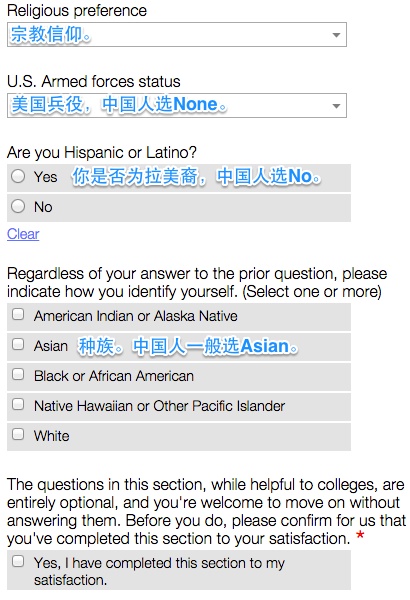 Religious preference
宗教信仰。
U.S. Armed forces status
美国兵役，中国人选None。
Are you Hispanic or Latino?
Yes 你是否为拉美裔，中国人选No。
No
Clear
Regardless of your answer to the prior question, please
indicate how you identify yourself. (Select one or more)
American Indian or Alaska Native
Asian 种族。中国人一般选Asian。
Black or African American
Native Hawaiian or Other Pacific Islander
White
The questions in this section, while helpful to colleges, are
entirely optional, and you're welcome to move on without
answering them. Before you do, please confirm for us that
you've completed this section to your satisfaction. *
Yes, I have completed this section to my
satisfaction.